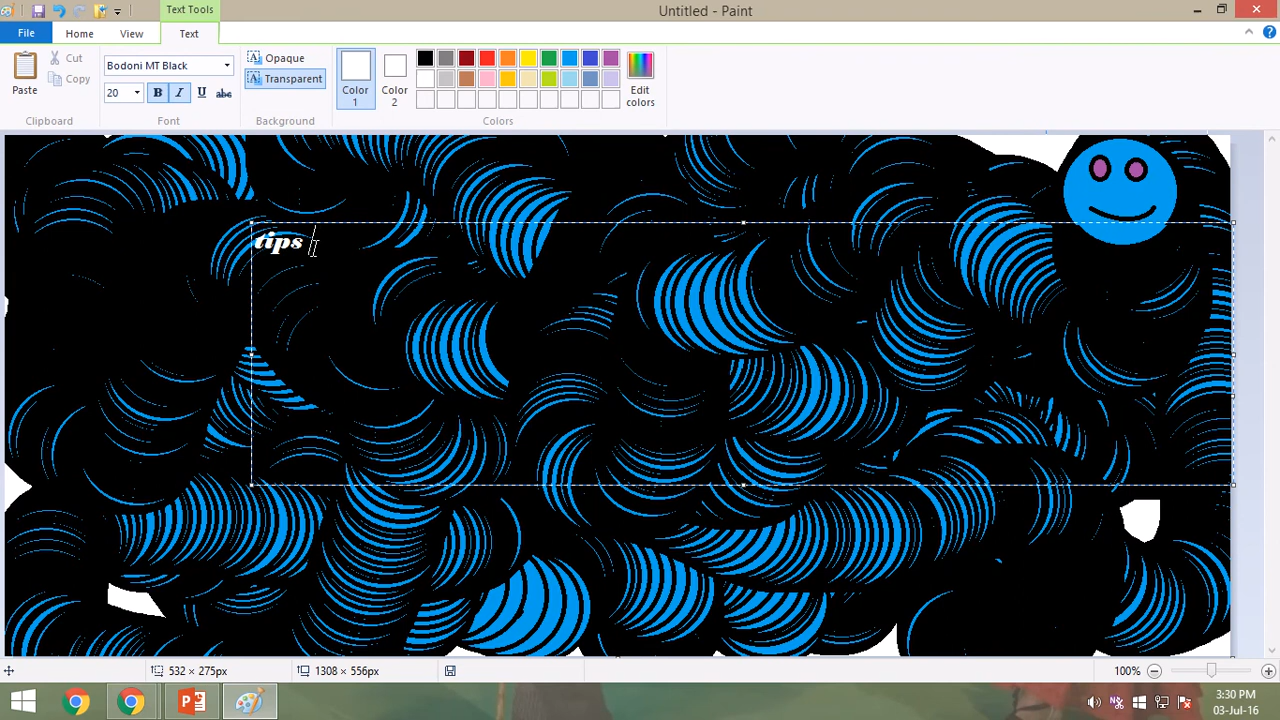 Text Tools
Untitled - Paint
File
Home
View
Text
Paste
Cut
Copy
Clipboard
Bodoni MT Black
20
B I U abc
Font
Opaque
Transparent
Background
Color 1
Color 2
Edit colors
Colors
tips
532 × 275px
1308 × 556px
100%
3:30 PM
03-Jul-16